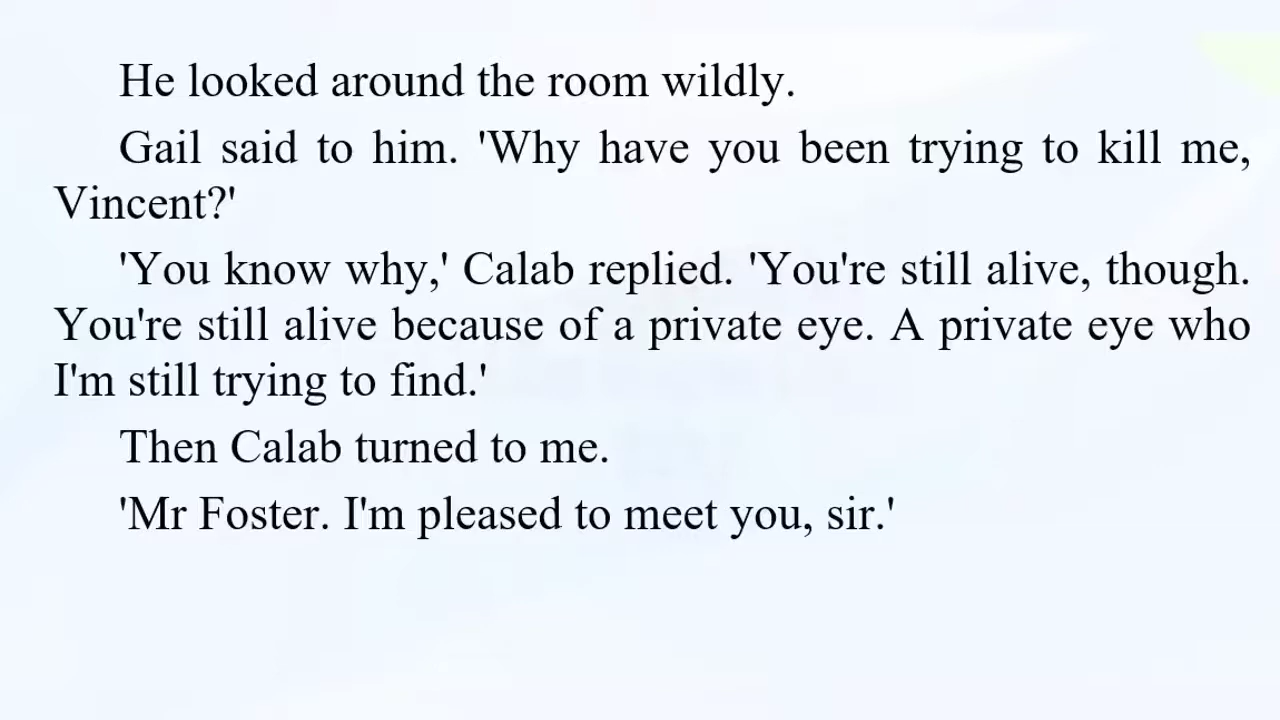 He looked around the room wildly.
Gail said to him. 'Why have you been trying to kill me,
Vincent?'
'You know why,' Calab replied. 'You're still alive, though.
You're still alive because of a private eye. A private eye who
I'm still trying to find.'
Then Calab turned to me.
'Mr Foster. I'm pleased to meet you, sir.'